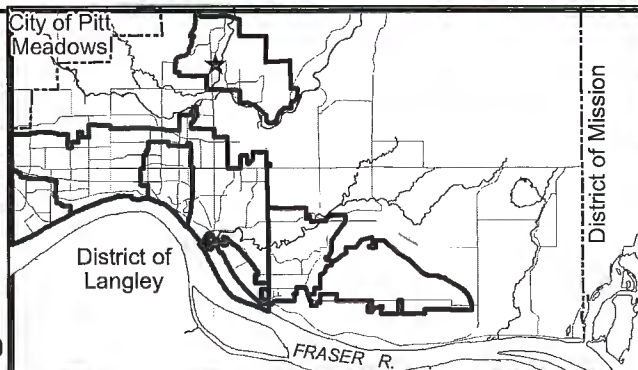 City of Pitt
Meadows
District of Mission
District of
Langley
FRASER R.